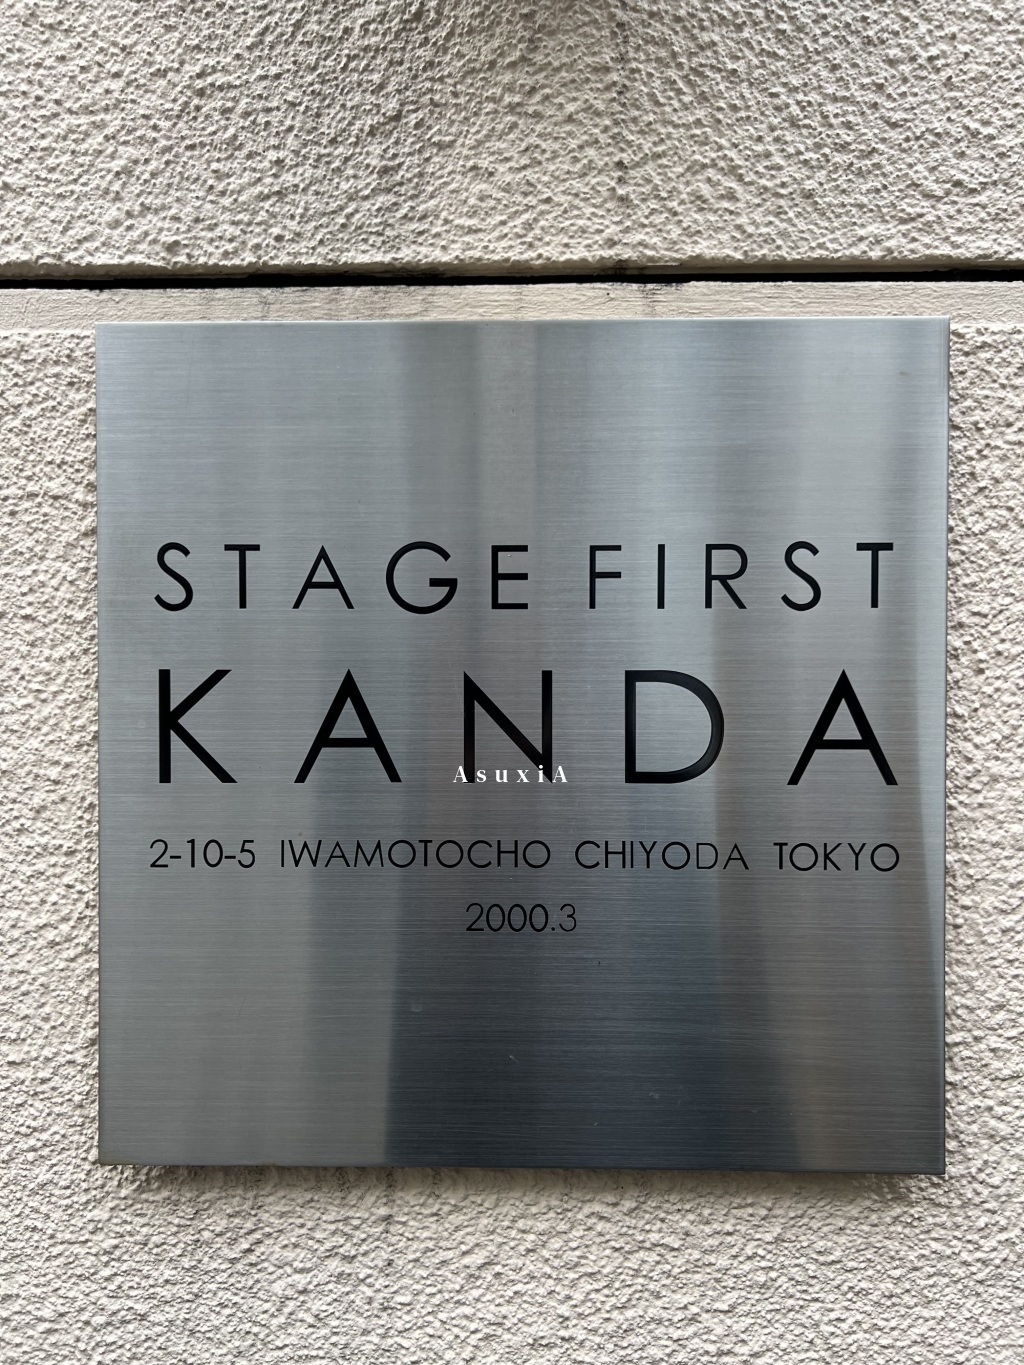 STAGE FIRST
KANDA
AsuxiA
2-10-5 IWAMOTOCHO CHIYODA TOKYO
2000.3